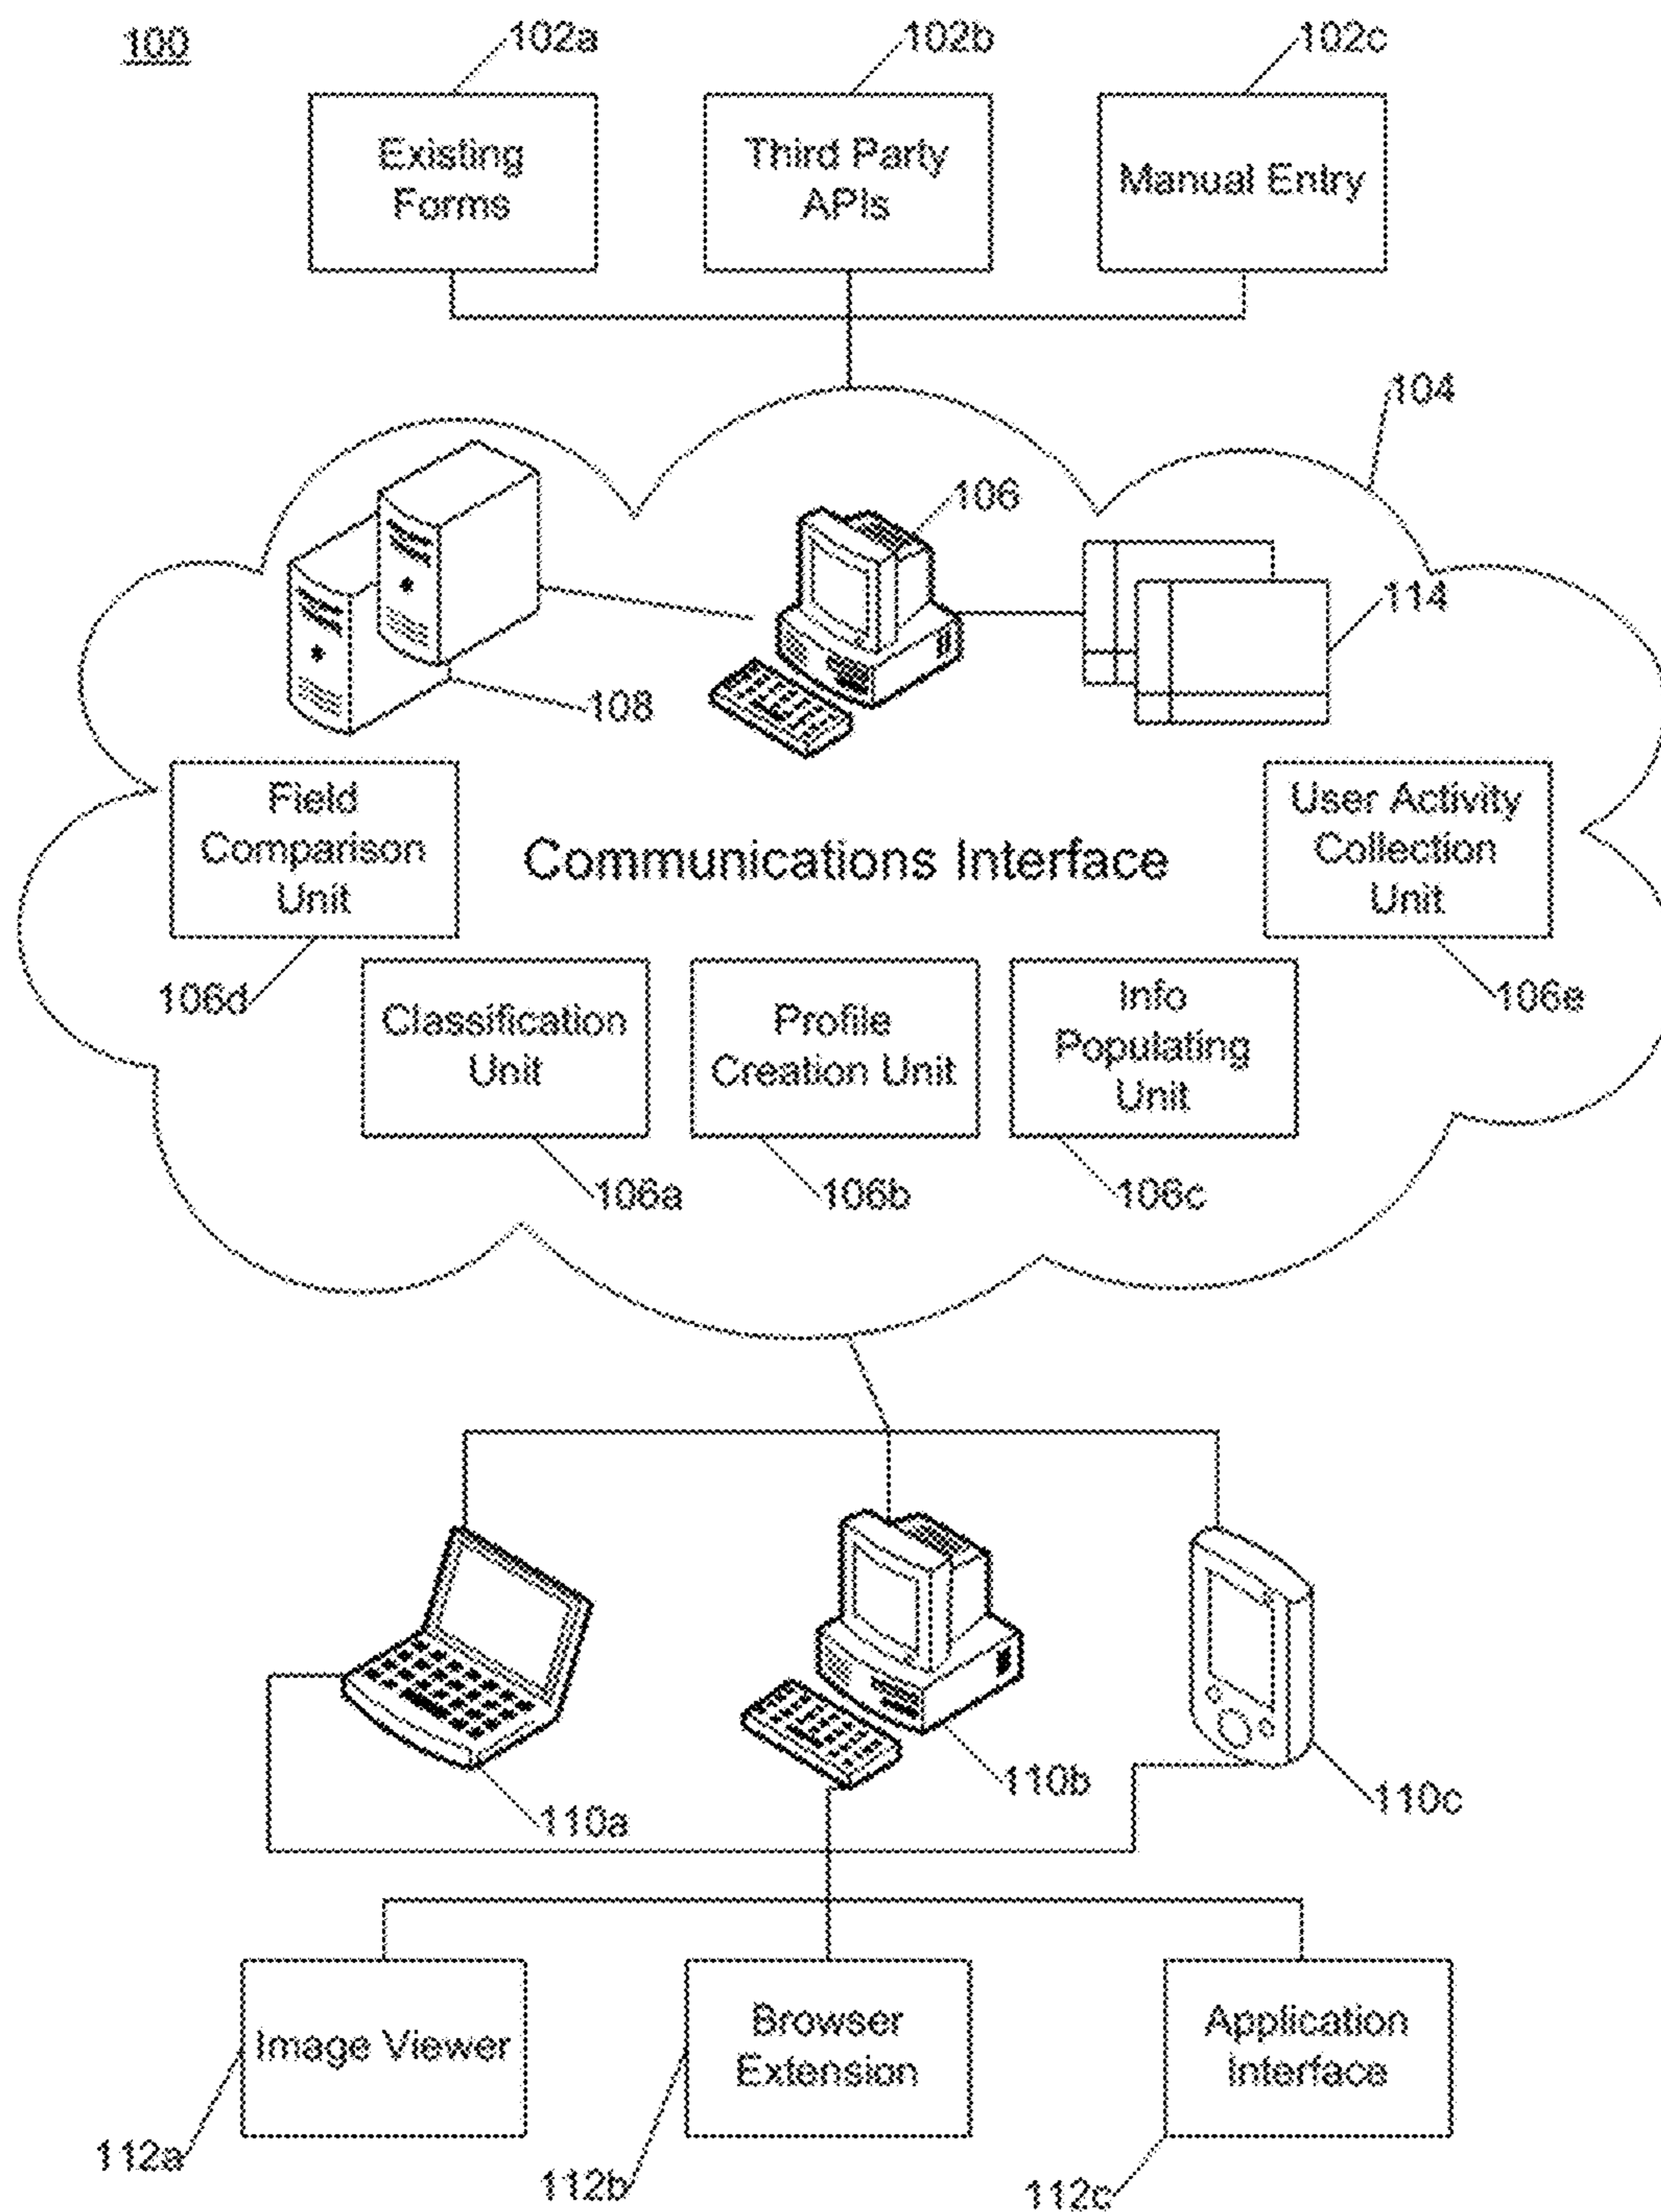 100
102a
102b
102c
Existing
Forms
Third Party
APIs
Manual Entry
104
106
114
108
Field
Comparison
Unit
Communications Interface
User Activity
Collection
Unit
106d
106e
Classification
Unit
Profile
Creation Unit
Info
Populating
Unit
106a
106b
106c
110a
110b
110c
Image Viewer
Browser
Extension
Application
Interface
112a
112b
112c